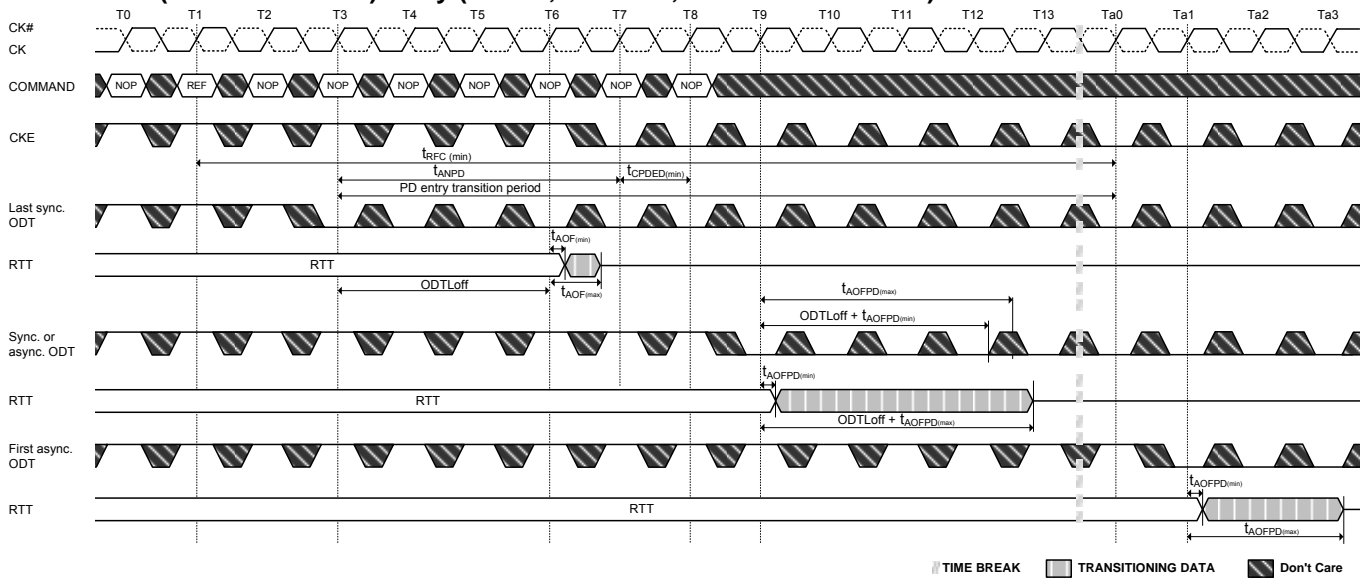 T0 T1 T2 T3 T4 T5 T6 T7 T8 T9 T10 T11 T12 T13 Ta0 Ta1 Ta2 Ta3
CK#
CK
COMMAND NOP REF NOP NOP NOP NOP NOP NOP NOP
CKE
tRFC (min)
tANPD tCPDED(min)
PD entry transition period
Last sync.
ODT
tAOF(min)
RTT RTT
ODTLoff tAOF(max)
tAOFPD(max)
ODTLoff + tAOFPD(min)
Sync. or
async. ODT
tAOFPD(min)
RTT RTT
ODTLoff + tAOFPD(max)
First async.
ODT
tAOFPD(min)
RTT RTT
tAOFPD(max)
TIME BREAK TRANSITIONING DATA Don't Care